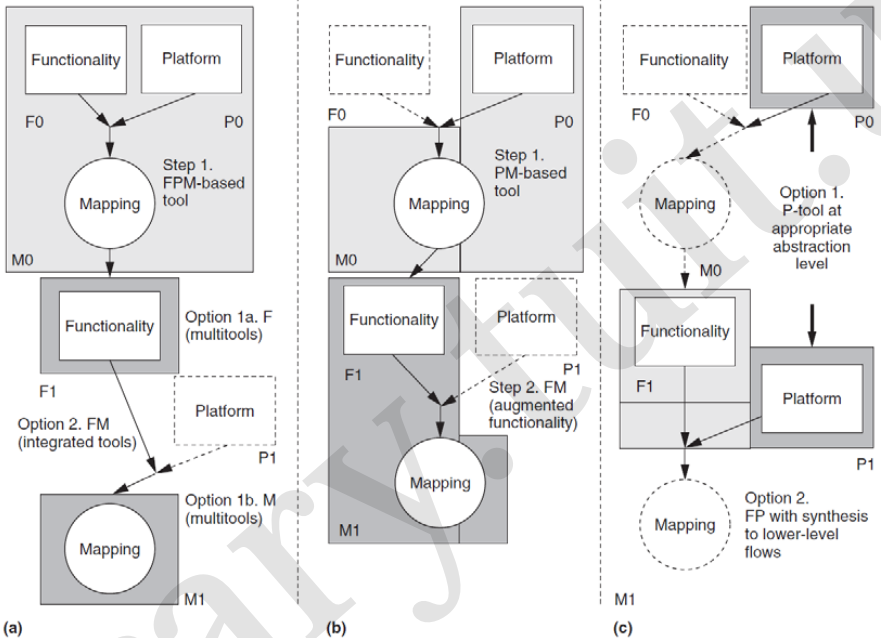 Functionality
Platform
F0
P0
Step 1.
FPM-based
tool
Mapping
M0
Functionality
Option 1a. F
(multitools)
F1
Option 2. FM
(integrated tools)
Platform
P1
Option 1b. M
(multitools)
Mapping
M1
(a)
Functionality
Platform
F0
P0
Step 1.
PM-based
tool
Mapping
M0
Functionality
Platform
F1
P1
Step 2. FM
(augmented
functionality)
Mapping
M1
(b)
Functionality
Platform
F0
P0
Mapping
Option 1.
P-tool at
appropriate
abstraction
level
M0
Functionality
F1
Platform
P1
Mapping
Option 2.
FP with synthesis
to lower-level
flows
M1
(c)